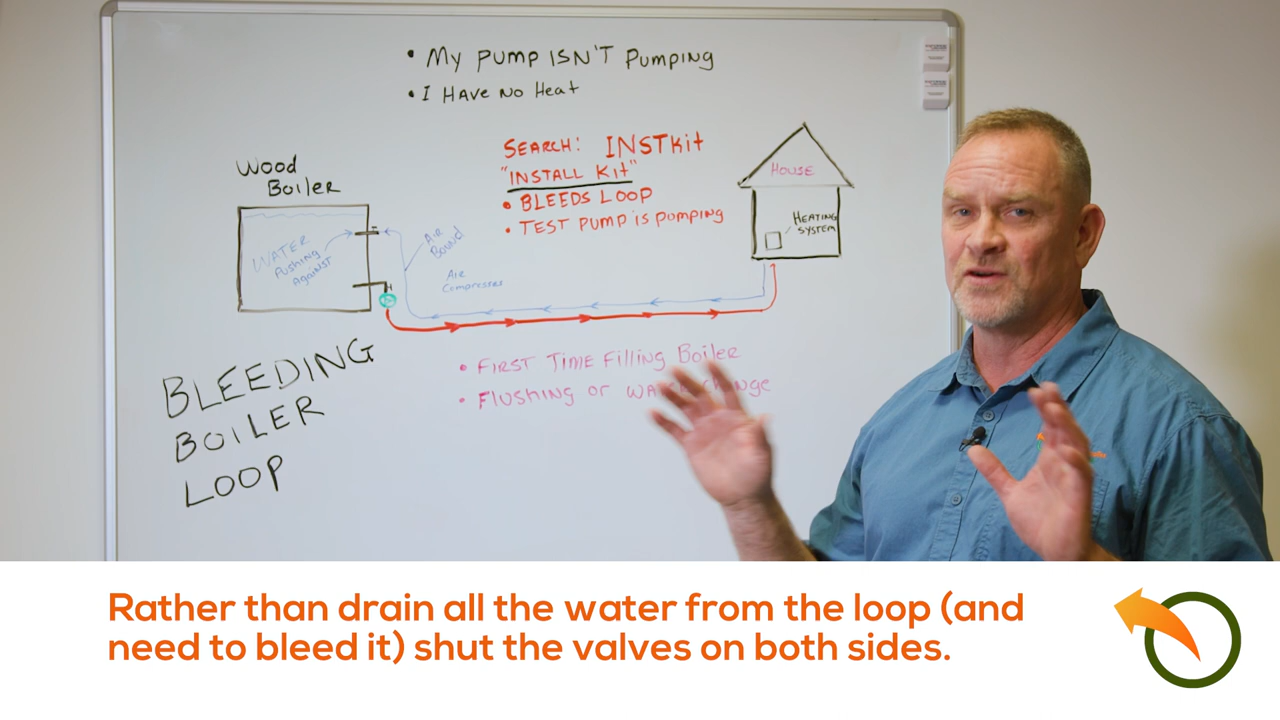 • My Pump ISN'T Pumping
• I Have No Heat
Search: INSTKit
"INSTALL Kit"
• BLEEDS LOOP
• TEST PUMP is pumping
Wood
Boiler
WATER
Pushing
Against
Air
Bound
Air
Compresses
HOUSE
HEATING
SYSTEM
• FIRST TIME Filling Boiler
• Flushing or water change
BLEEDING
BOILER
LOOP
Rather than drain all the water from the loop (and
need to bleed it) shut the valves on both sides.